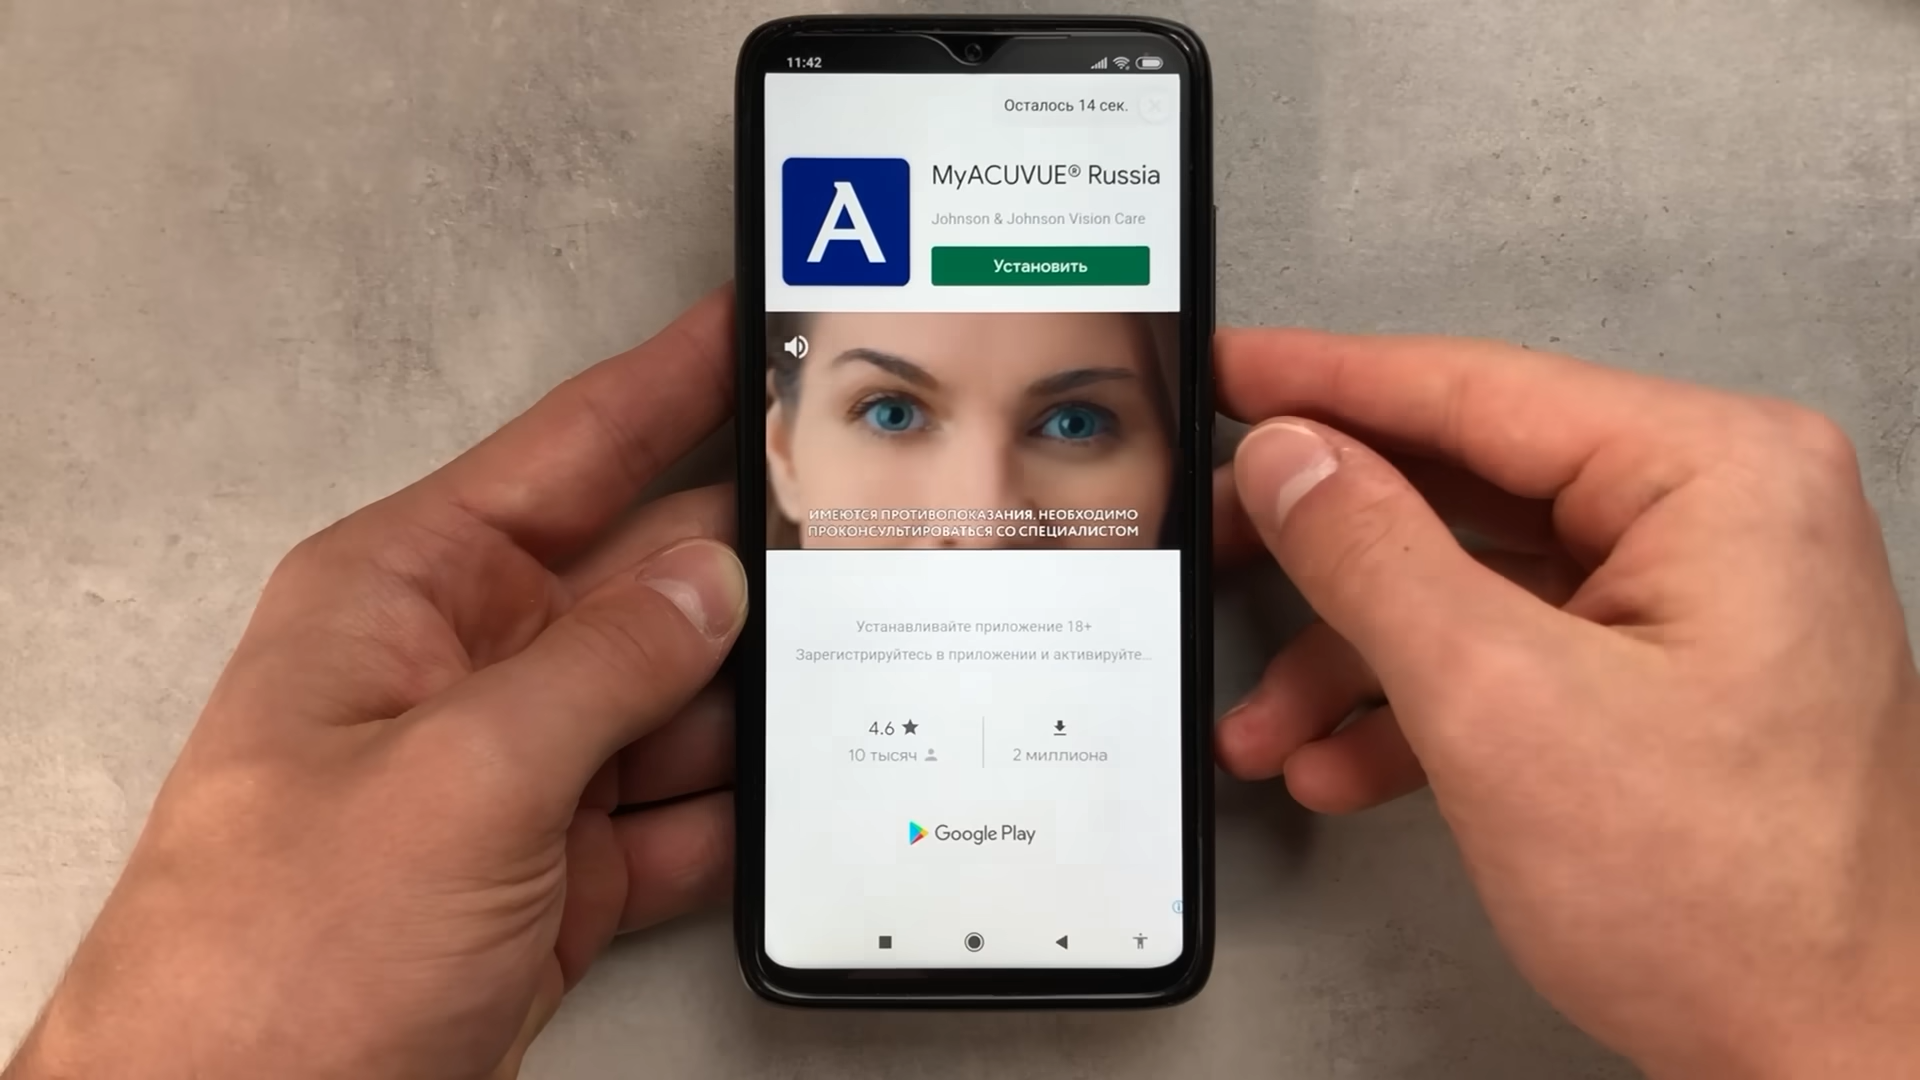 11:42
Осталось 14 сек.
A
MyACUVUE® Russia
Johnson & Johnson Vision Care
Установить
ИМЕЮТСЯ ПРОТИВОПОКАЗАНИЯ. НЕОБХОДИМО
ПРОКОНСУЛЬТИРОВАТЬСЯ СО СПЕЦИАЛИСТОМ
Устанавливайте приложение 18+
Зарегистрируйтесь в приложении и активируйте...
4.6 ★
10 тысяч
2 миллиона
Google Play